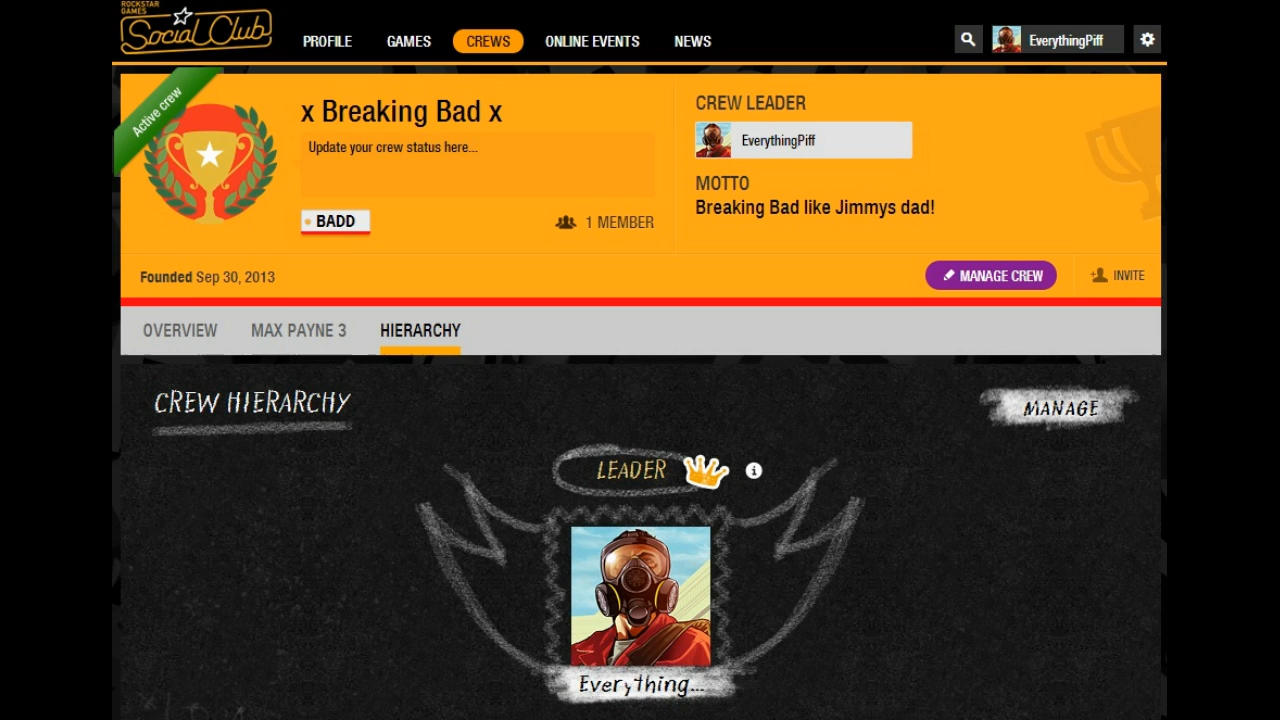 ROCKSTAR
GAMES
Social Club
PROFILE GAMES CREWS ONLINE EVENTS NEWS EverythingPiff
Active crew
x Breaking Bad x
Update your crew status here...
BADD
1 MEMBER
CREW LEADER
EverythingPiff
MOTTO
Breaking Bad like Jimmys dad!
Founded Sep 30, 2013
MANAGE CREW
INVITE
OVERVIEW MAX PAYNE 3 HIERARCHY
CREW HIERARCHY
MANAGE
LEADER
i
Everything...